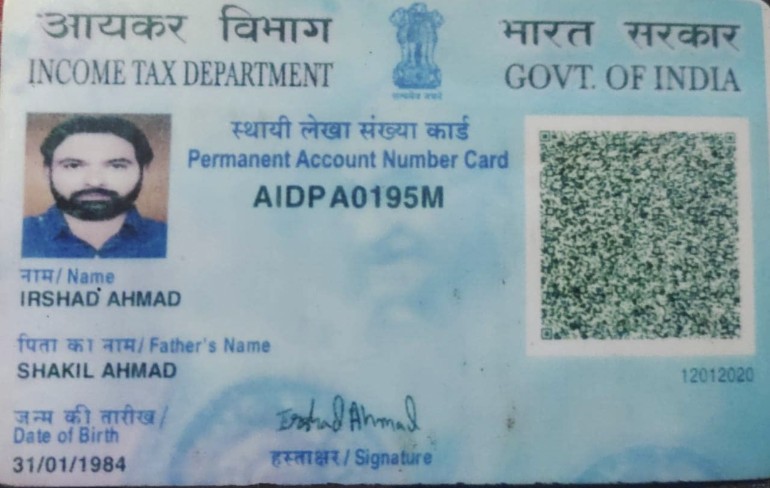 आयकर विभाग
INCOME TAX DEPARTMENT
भारत सरकार
GOVT. OF INDIA
सत्यमेव जयते
स्थायी लेखा संख्या कार्ड
Permanent Account Number Card
AIDPA0195M
नाम/ Name
IRSHAD AHMAD
पिता का नाम/ Father's Name
SHAKIL AHMAD
12012020
जन्म की तारीख/
Date of Birth
31/01/1984
Irshad Ahmad
हस्ताक्षर/ Signature